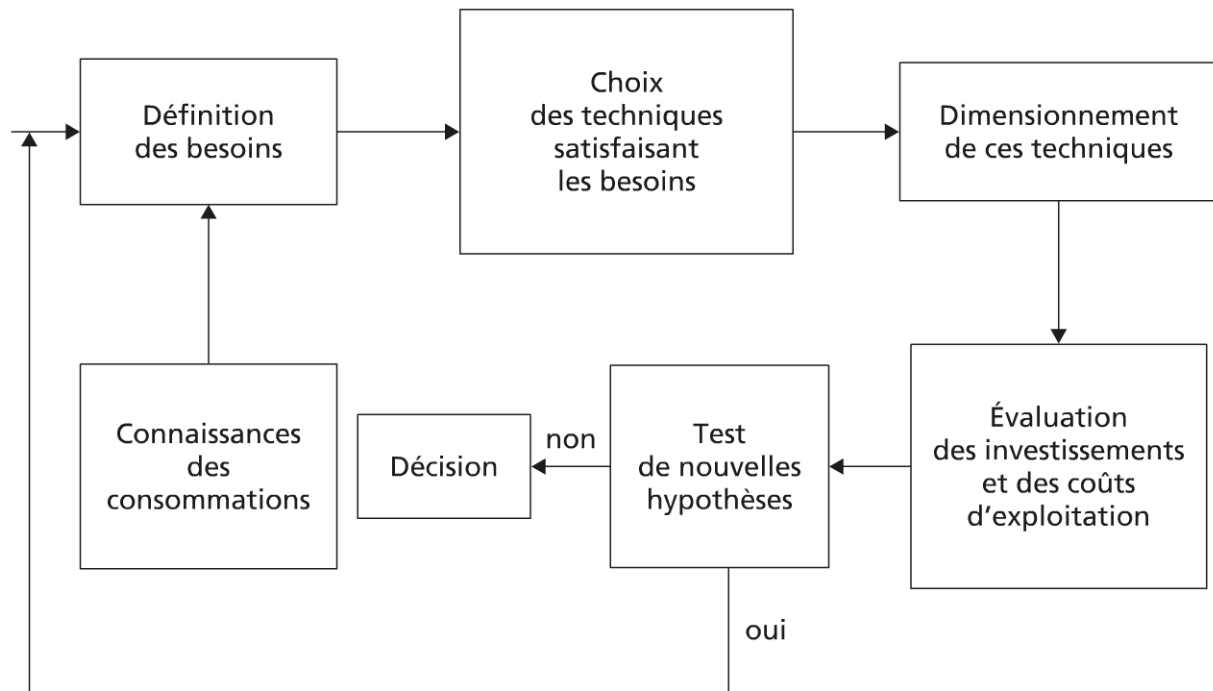 Définition
des besoins
Choix
des techniques
satisfaisant
les besoins
Dimensionnement
de ces techniques
Connaissances
des
consommations
Décision
non
Test
de nouvelles
hypothèses
Évaluation
des investissements
et des coûts
d’exploitation
oui